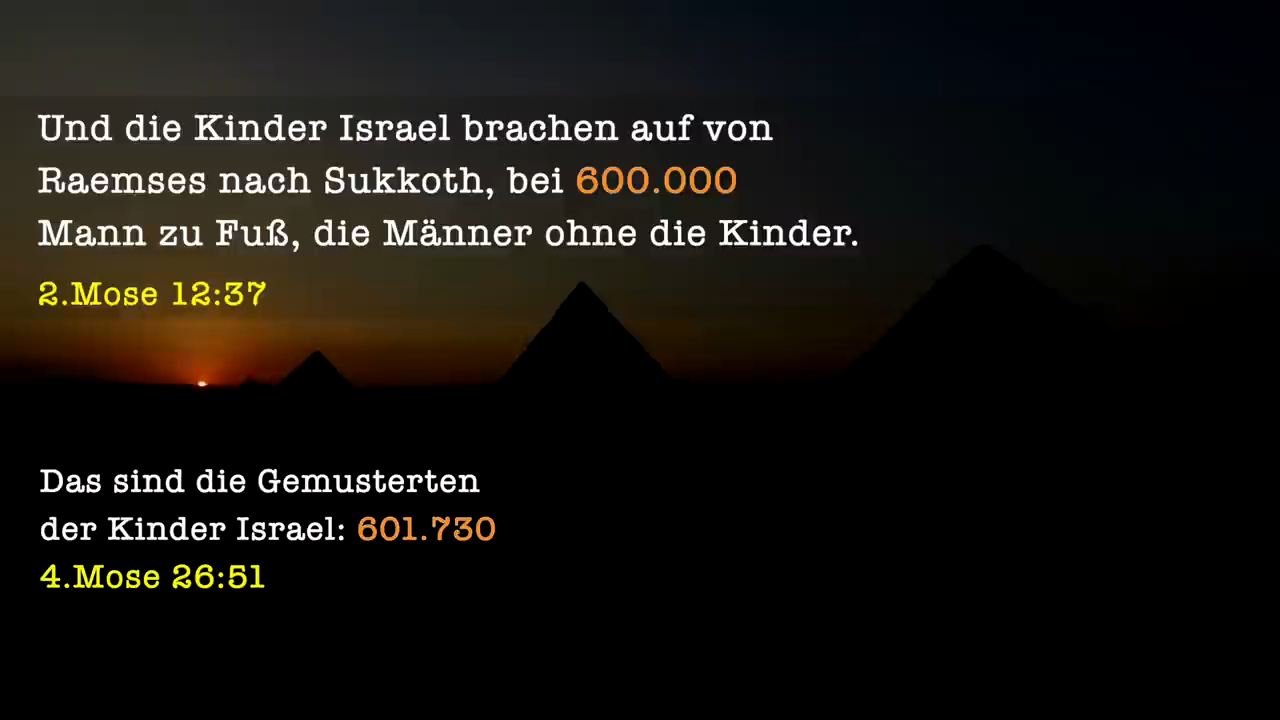 Und die Kinder Israel brachen auf von
Raemses nach Sukkoth, bei 600.000
Mann zu Fuß, die Männer ohne die Kinder.
2.Mose 12:37
Das sind die Gemusterten
der Kinder Israel: 601.730
4.Mose 26:51